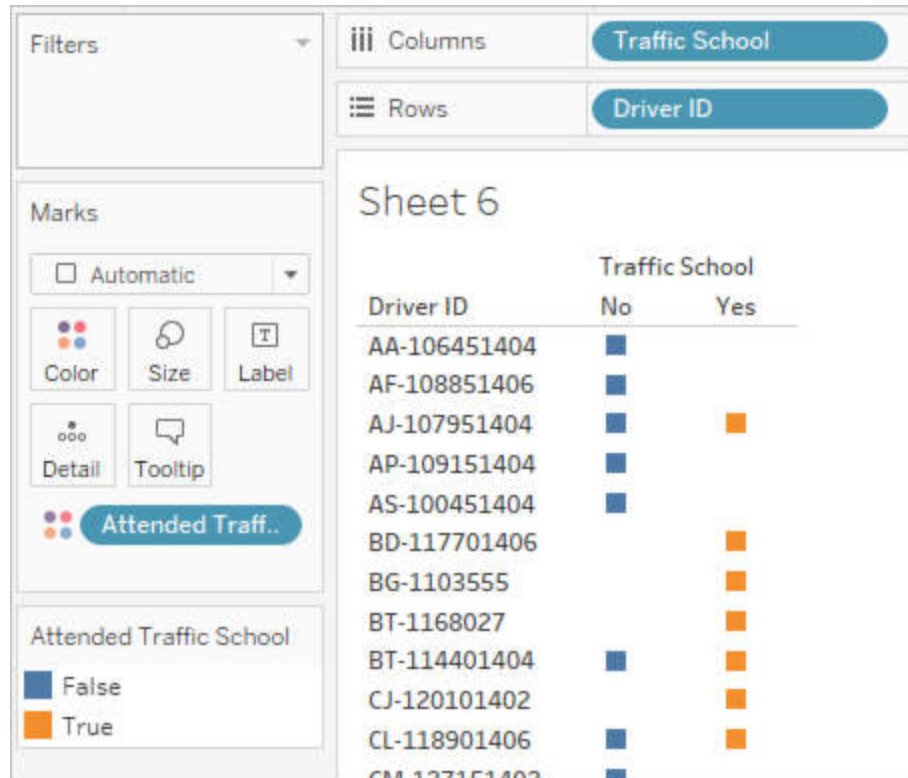 Filters
iii Columns
Traffic School
Rows
Driver ID
Marks
Automatic
Color
Size
T
Label
Detail
Tooltip
Attended Traff..
Attended Traffic School
False
True
Sheet 6
Traffic School
Driver ID No Yes
AA-106451404
AF-108851406
AJ-107951404
AP-109151404
AS-100451404
BD-117701406
BG-1103555
BT-1168027
BT-114401404
CJ-120101402
CL-118901406